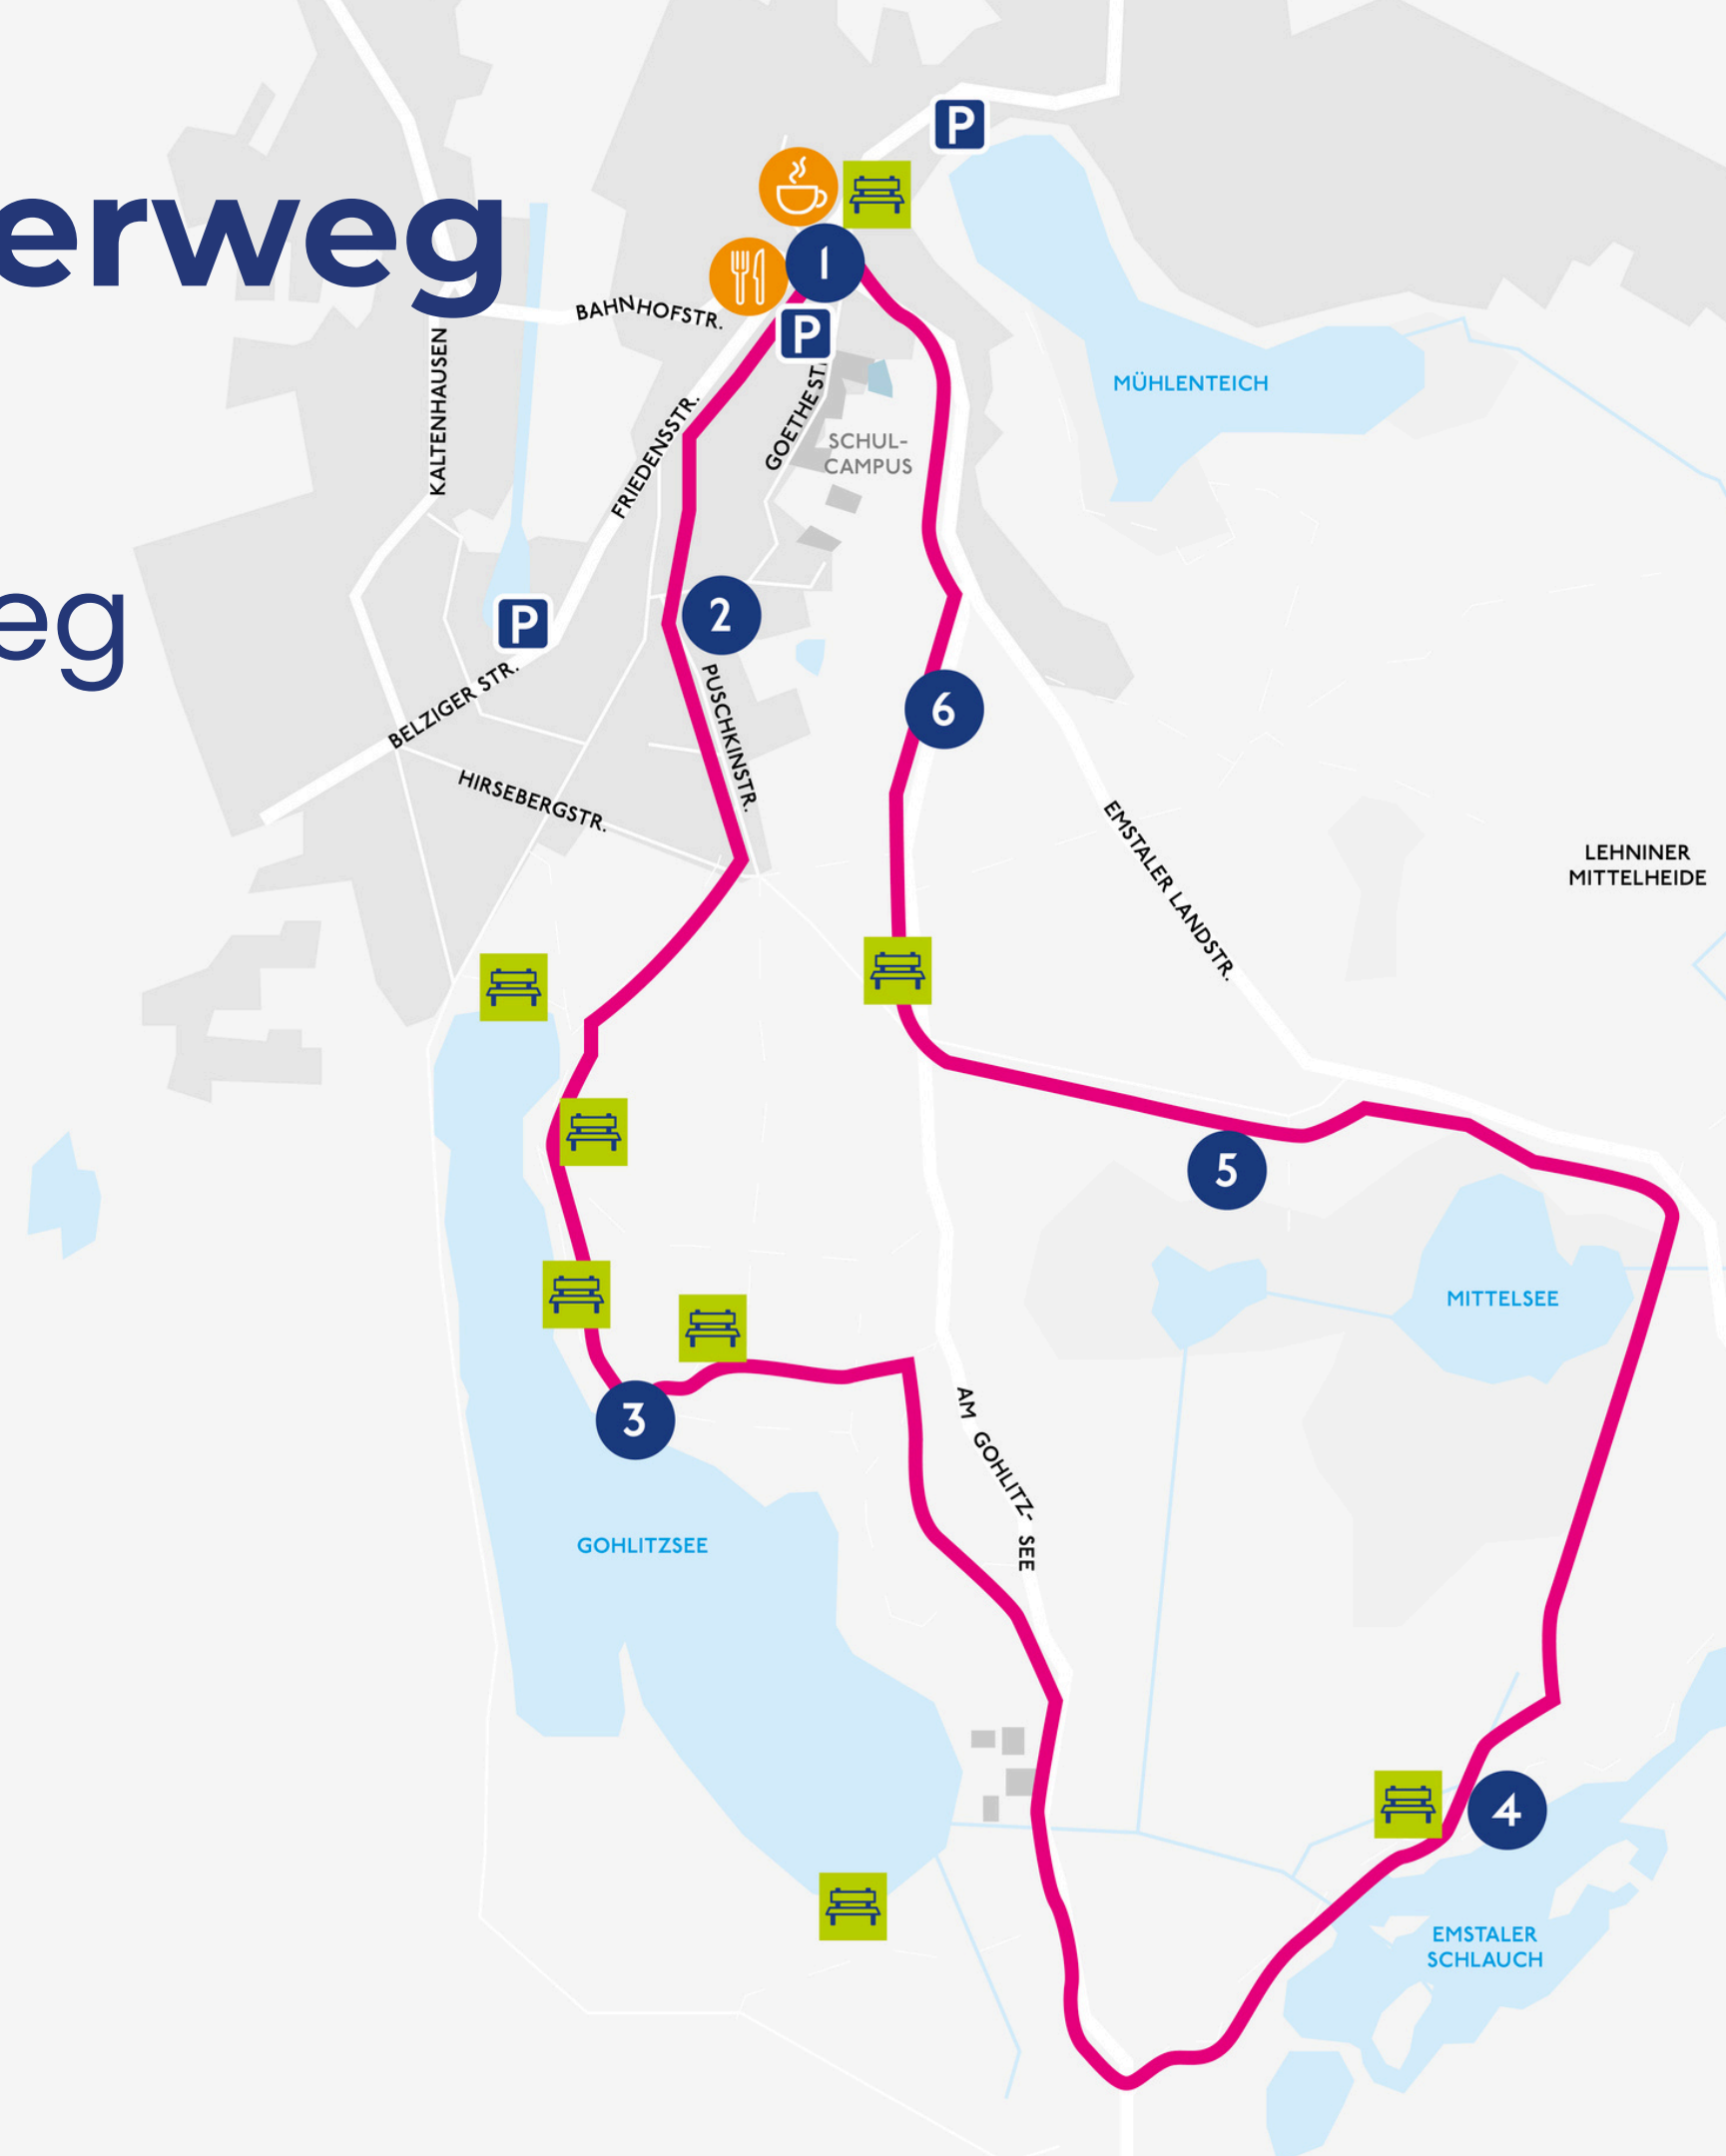 P
1
erweg
BAHNHOFSTR.
P
KALTENHAUSEN
MÜHLENTEICH
FRIEDENSSTR.
SCHUL-
CAMPUS
2
P
eg
PUSCHKINSTR.
BELZIGER STR.
6
HIRSEBERGSTR.
EMSTALER LANDSTR.
LEHNINER
MITTELHEIDE
5
MITTELSEE
3
AM GOHLITZ-
SEE
GOHLITZSEE
4
EMSTALER
SCHLAUCH